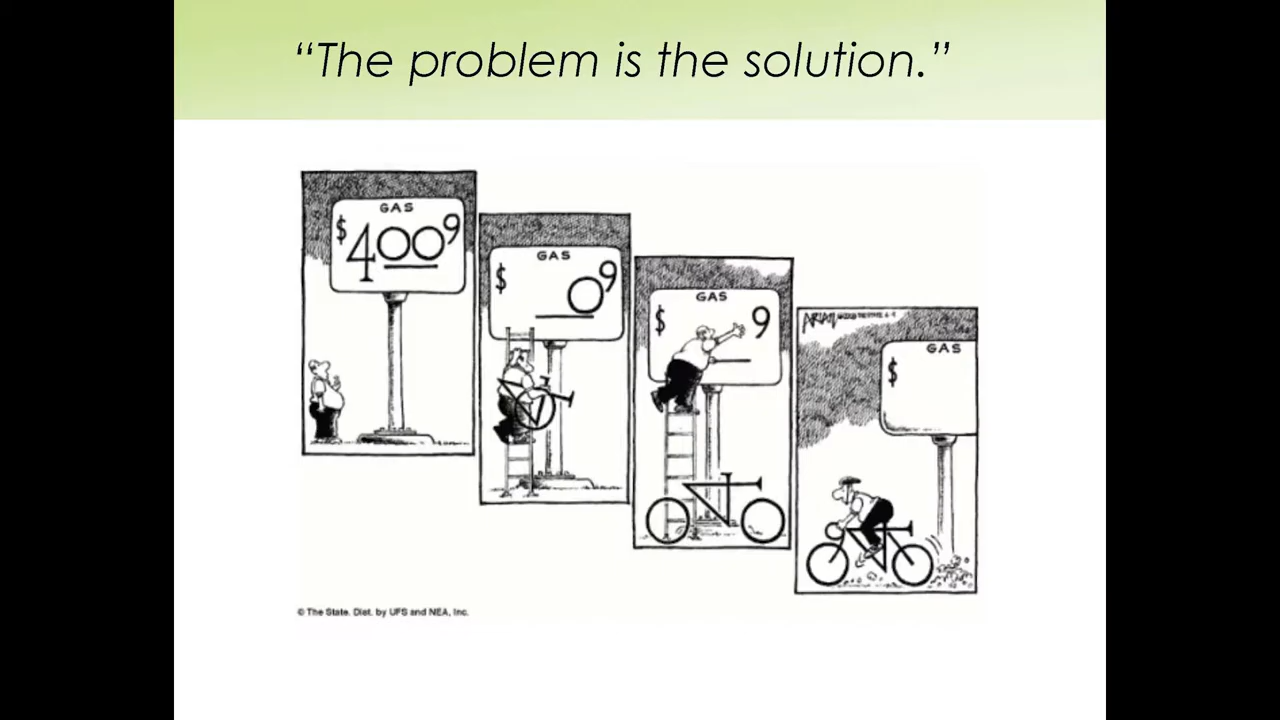 “The problem is the solution.”
GAS
$4009
GAS
$ 09
GAS
$ 9
ARIAIL
GAS
$
© The State. Dist. by UFS and NEA, Inc.